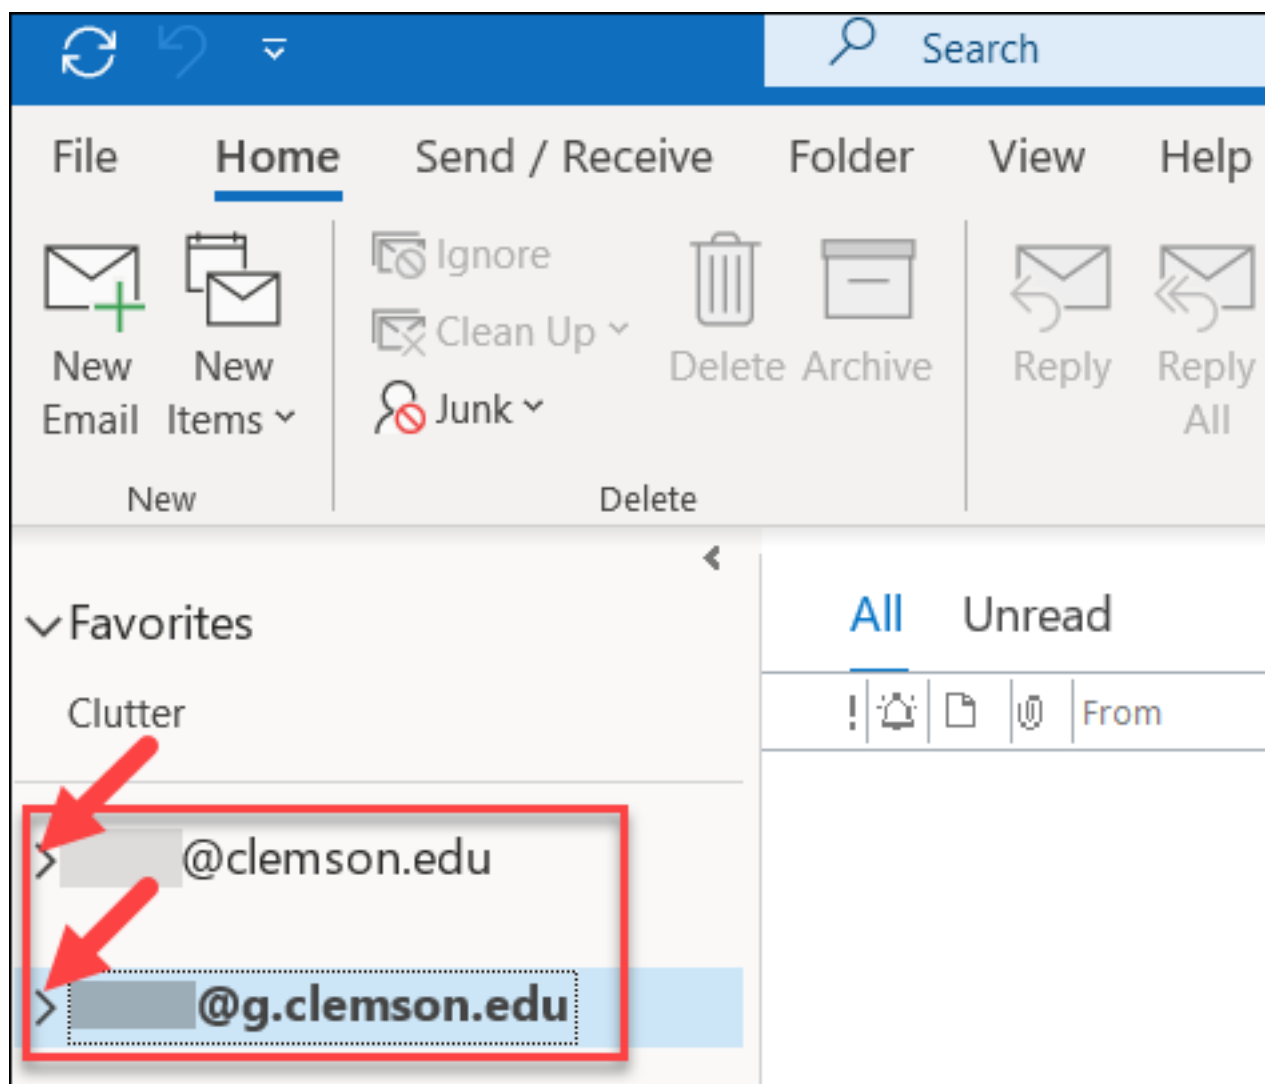 Search
File Home Send / Receive Folder View Help
New Email
New Items
Ignore
Clean Up
Junk
Delete
Archive
Reply
Reply All
New
Delete
Favorites
Clutter
@clemson.edu
@g.clemson.edu
All Unread
! From